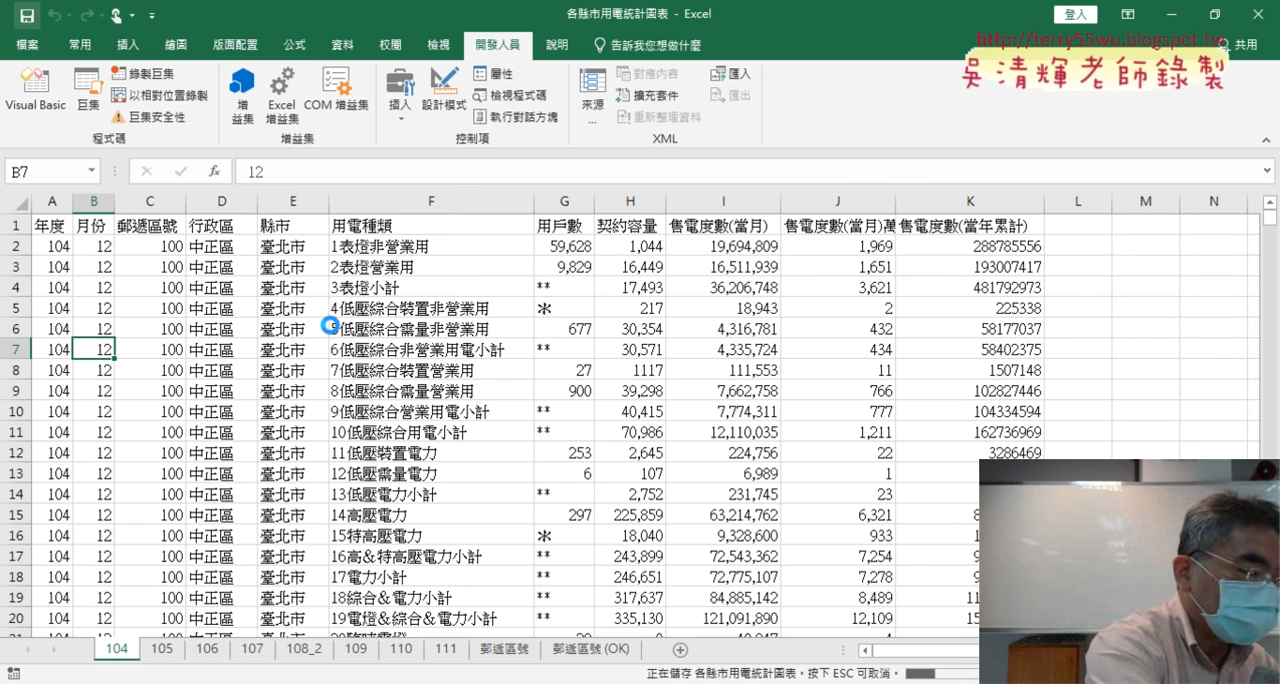 各縣市用電統計圖表 - Excel
登入
檔案 常用 插入 繪圖 版面配置 公式 資料 校閱 檢視 開發人員 說明 告訴我您想做什麼 共用
http://terry55wu.blogspot.tw
吳清輝老師錄製
Visual Basic 巨集 錄製巨集 以相對位置錄製 巨集安全性
程式碼
增益集 Excel 增益集 COM 增益集
增益集
插入 設計模式 屬性 檢視程式碼 執行對話方塊
控制項
來源... 對應內容 擴充套件 重新整理資料 匯入 匯出
XML
B7 fx 12
A B C D E F G H I J K L M N
1 年度 月份 郵遞區號 行政區 縣市 用電種類 用戶數 契約容量 售電度數(當月) 售電度數(當月)萬 售電度數(當年累計)
2 104 12 100 中正區 臺北市 1表燈非營業用 59,628 1,044 19,694,809 1,969 288785556
3 104 12 100 中正區 臺北市 2表燈營業用 9,829 16,449 16,511,939 1,651 193007417
4 104 12 100 中正區 臺北市 3表燈小計 ** 17,493 36,206,748 3,621 481792973
5 104 12 100 中正區 臺北市 4低壓綜合裝置非營業用 * 217 18,943 2 225338
6 104 12 100 中正區 臺北市 低壓綜合需量非營業用 677 30,354 4,316,781 432 58177037
7 104 12 100 中正區 臺北市 6低壓綜合非營業用電小計 ** 30,571 4,335,724 434 58402375
8 104 12 100 中正區 臺北市 7低壓綜合裝置營業用 27 1117 111,553 11 1507148
9 104 12 100 中正區 臺北市 8低壓綜合需量營業用 900 39,298 7,662,758 766 102827446
10 104 12 100 中正區 臺北市 9低壓綜合營業用電小計 ** 40,415 7,774,311 777 104334594
11 104 12 100 中正區 臺北市 10低壓綜合用電小計 ** 70,986 12,110,035 1,211 162736969
12 104 12 100 中正區 臺北市 11低壓裝置電力 253 2,645 224,756 22 3286469
13 104 12 100 中正區 臺北市 12低壓需量電力 6 107 6,989 1
14 104 12 100 中正區 臺北市 13低壓電力小計 ** 2,752 231,745 23
15 104 12 100 中正區 臺北市 14高壓電力 297 225,859 63,214,762 6,321 8
16 104 12 100 中正區 臺北市 15特高壓電力 * 18,040 9,328,600 933 1
17 104 12 100 中正區 臺北市 16高&特高壓電力小計 ** 243,899 72,543,362 7,254 9
18 104 12 100 中正區 臺北市 17電力小計 ** 246,651 72,775,107 7,278 9
19 104 12 100 中正區 臺北市 18綜合&電力小計 ** 317,637 84,885,142 8,489 11
20 104 12 100 中正區 臺北市 19電燈&綜合&電力小計 ** 335,130 121,091,890 12,109 15
104 105 106 107 108_2 109 110 111 郵遞區號 郵遞區號 (OK)
正在儲存 各縣市用電統計圖表，按下 ESC 可取消。